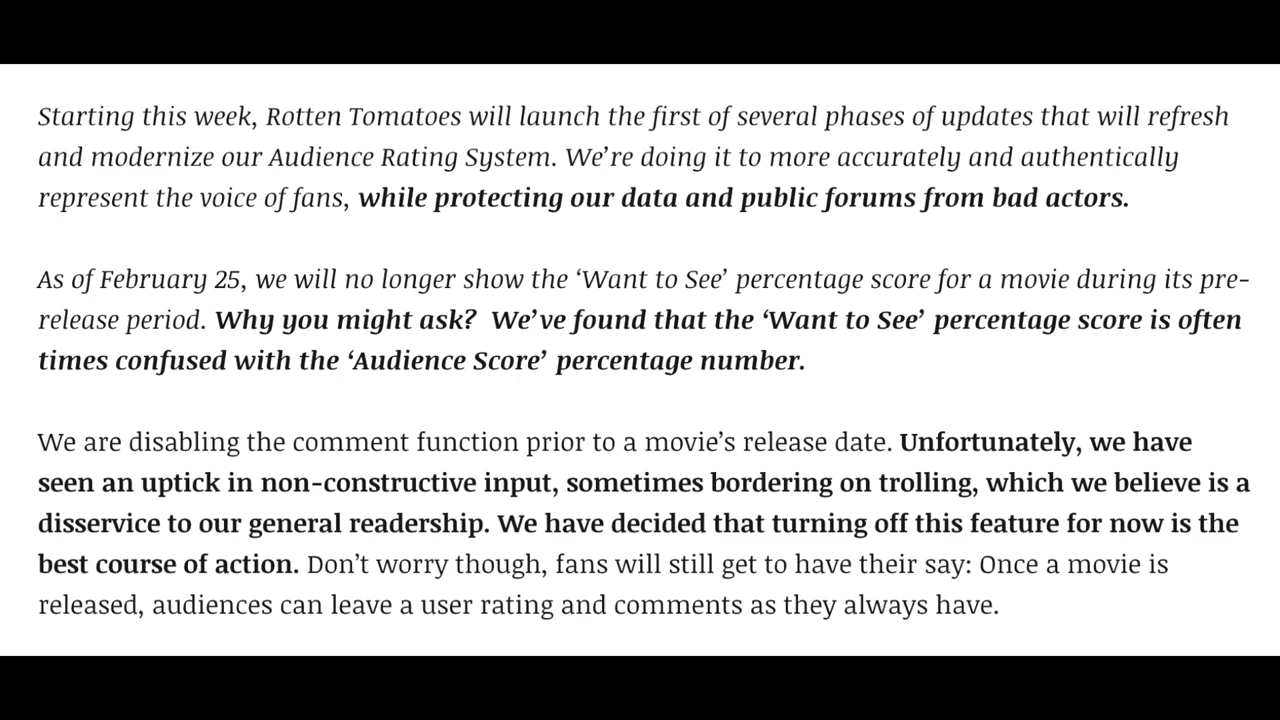 Starting this week, Rotten Tomatoes will launch the first of several phases of updates that will refresh
and modernize our Audience Rating System. We’re doing it to more accurately and authentically
represent the voice of fans, while protecting our data and public forums from bad actors.
As of February 25, we will no longer show the ‘Want to See’ percentage score for a movie during its pre-
release period. Why you might ask?  We’ve found that the ‘Want to See’ percentage score is often
times confused with the ‘Audience Score’ percentage number.
We are disabling the comment function prior to a movie’s release date. Unfortunately, we have
seen an uptick in non-constructive input, sometimes bordering on trolling, which we believe is a
disservice to our general readership. We have decided that turning off this feature for now is the
best course of action. Don’t worry though, fans will still get to have their say: Once a movie is
released, audiences can leave a user rating and comments as they always have.